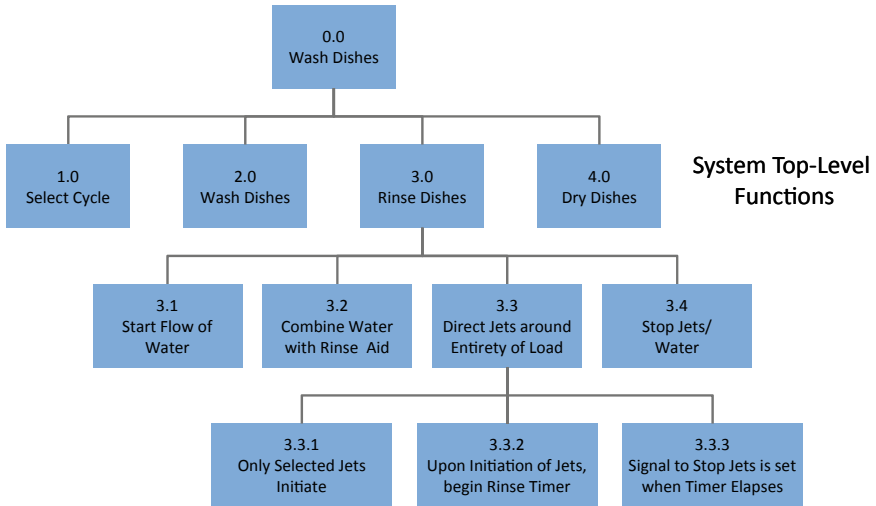 0.0
Wash Dishes
1.0
Select Cycle
2.0
Wash Dishes
3.0
Rinse Dishes
4.0
Dry Dishes
System Top-Level
Functions
3.1
Start Flow of
Water
3.2
Combine Water
with Rinse Aid
3.3
Direct Jets around
Entirety of Load
3.4
Stop Jets/
Water
3.3.1
Only Selected Jets
Initiate
3.3.2
Upon Initiation of Jets,
begin Rinse Timer
3.3.3
Signal to Stop Jets is set
when Timer Elapses